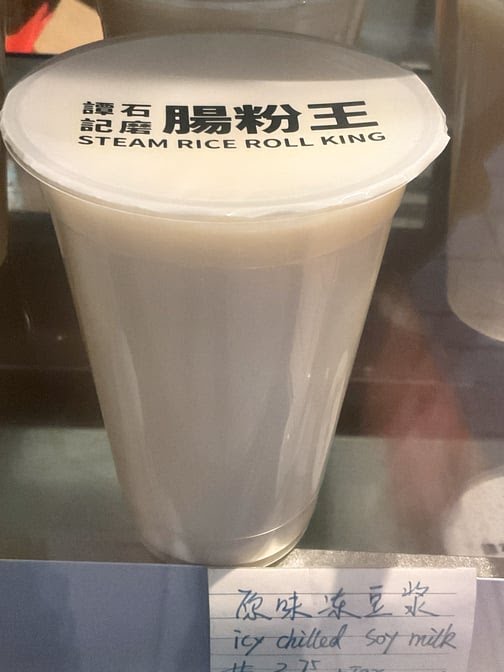 譚記 石磨 腸粉王
STEAM RICE ROLL KING
原味冻豆浆
icy chilled soy milk